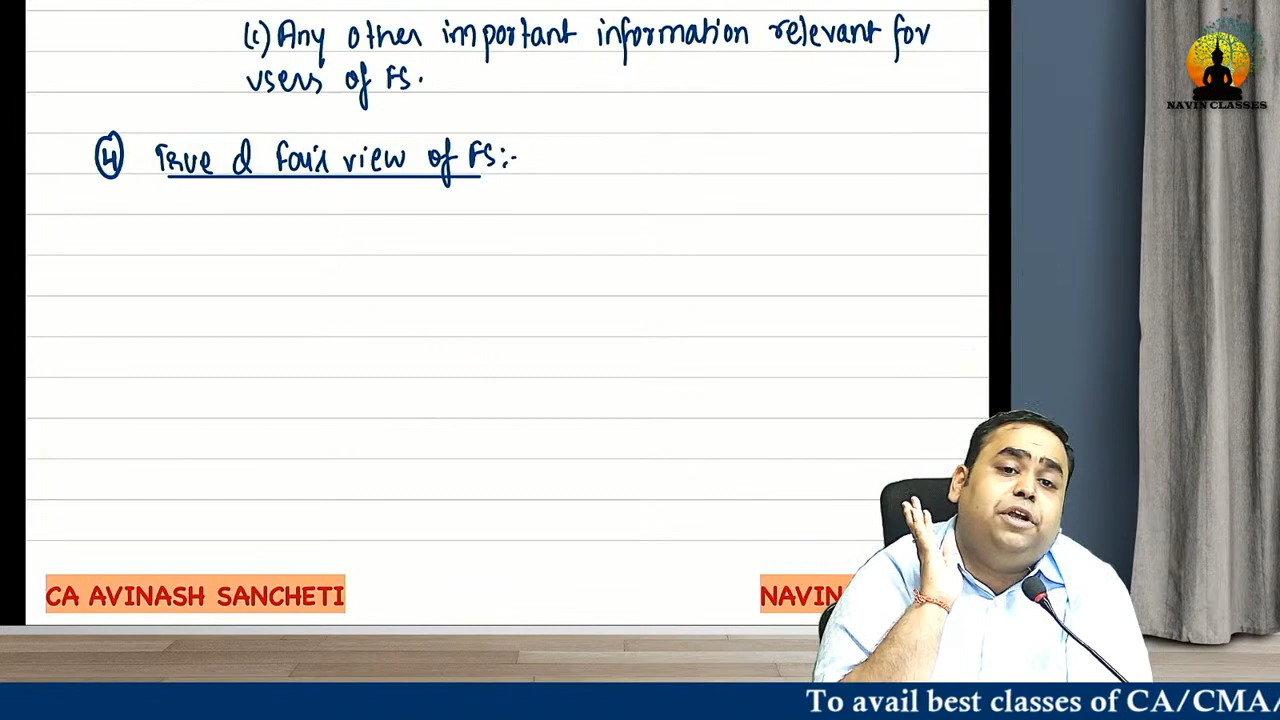 (c) Any other important information relevant for
users of FS.
④ True & fair view of FS:-
NAVIN CLASSES
CA AVINASH SANCHETI
NAVIN
To avail best classes of CA/CMA/